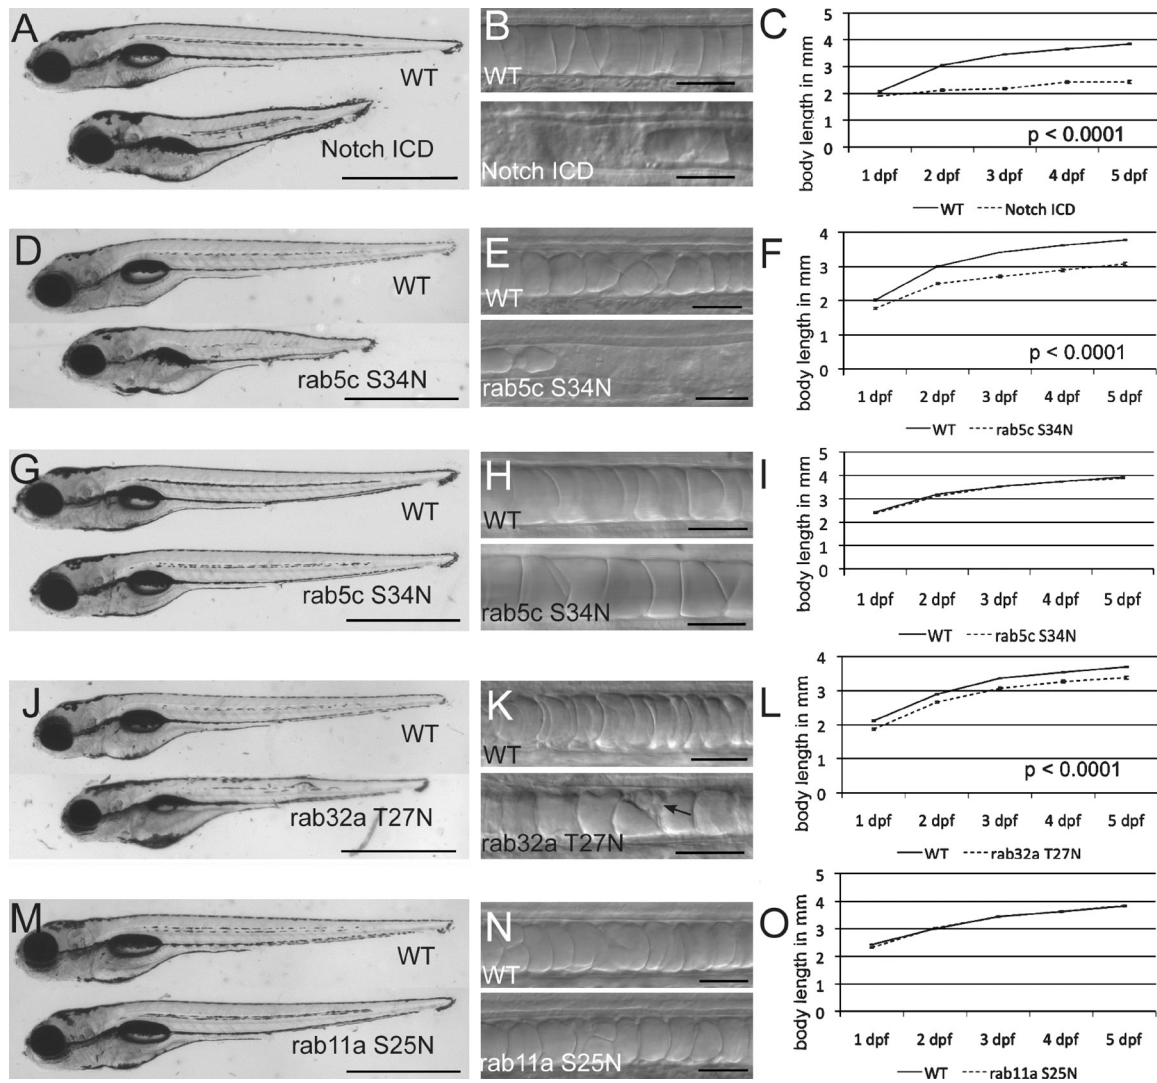 A
WT
Notch ICD
B
WT
Notch ICD
C
body length in mm
5
4
3
2
1
0
p < 0.0001
1 dpf 2 dpf 3 dpf 4 dpf 5 dpf
WT Notch ICD
D
WT
rab5c S34N
E
WT
rab5c S34N
F
body length in mm
4
3
2
1
0
p < 0.0001
1 dpf 2 dpf 3 dpf 4 dpf 5 dpf
WT rab5c S34N
G
WT
rab5c S34N
H
WT
rab5c S34N
I
body length in mm
5
4
3
2
1
0
1 dpf 2 dpf 3 dpf 4 dpf 5 dpf
WT rab5c S34N
J
WT
rab32a T27N
K
WT
rab32a T27N
L
body length in mm
4
3
2
1
0
p < 0.0001
1 dpf 2 dpf 3 dpf 4 dpf 5 dpf
WT rab32a T27N
M
WT
rab11a S25N
N
WT
rab11a S25N
O
body length in mm
5
4
3
2
1
0
1 dpf 2 dpf 3 dpf 4 dpf 5 dpf
WT rab11a S25N